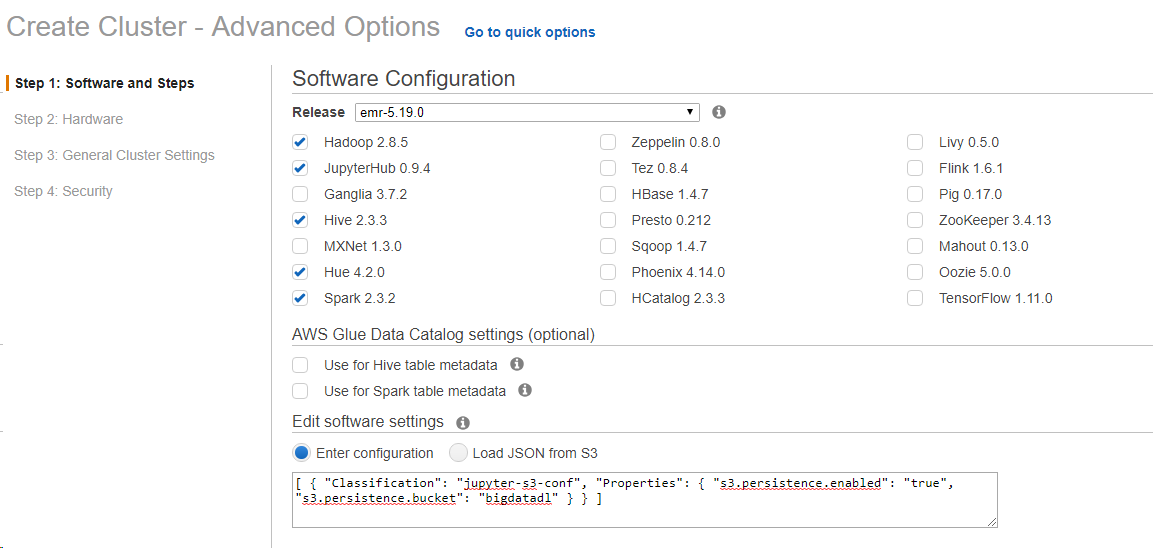 Create Cluster - Advanced Options Go to quick options
Step 1: Software and Steps
Step 2: Hardware
Step 3: General Cluster Settings
Step 4: Security
Software Configuration
Release emr-5.19.0
Hadoop 2.8.5 Zeppelin 0.8.0 Livy 0.5.0
JupyterHub 0.9.4 Tez 0.8.4 Flink 1.6.1
Ganglia 3.7.2 HBase 1.4.7 Pig 0.17.0
Hive 2.3.3 Presto 0.212 ZooKeeper 3.4.13
MXNet 1.3.0 Sqoop 1.4.7 Mahout 0.13.0
Hue 4.2.0 Phoenix 4.14.0 Oozie 5.0.0
Spark 2.3.2 HCatalog 2.3.3 TensorFlow 1.11.0
AWS Glue Data Catalog settings (optional)
Use for Hive table metadata
Use for Spark table metadata
Edit software settings
Enter configuration Load JSON from S3
[ { "Classification": "jupyter-s3-conf", "Properties": { "s3.persistence.enabled": "true",
"s3.persistence.bucket": "bigdatadl" } } ]